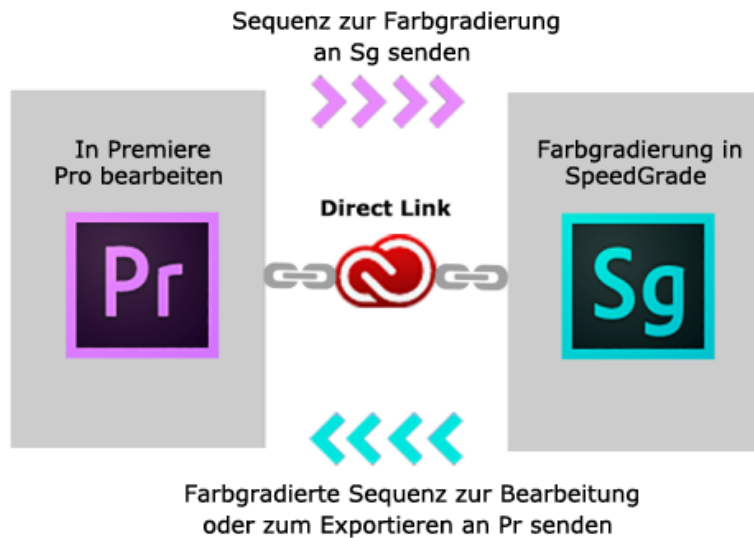 Sequenz zur Farbgradierung
an Sg senden
In Premiere
Pro bearbeiten
Farbgradierung in
SpeedGrade
Direct Link
Pr
Sg
Farbgradierte Sequenz zur Bearbeitung
oder zum Exportieren an Pr senden